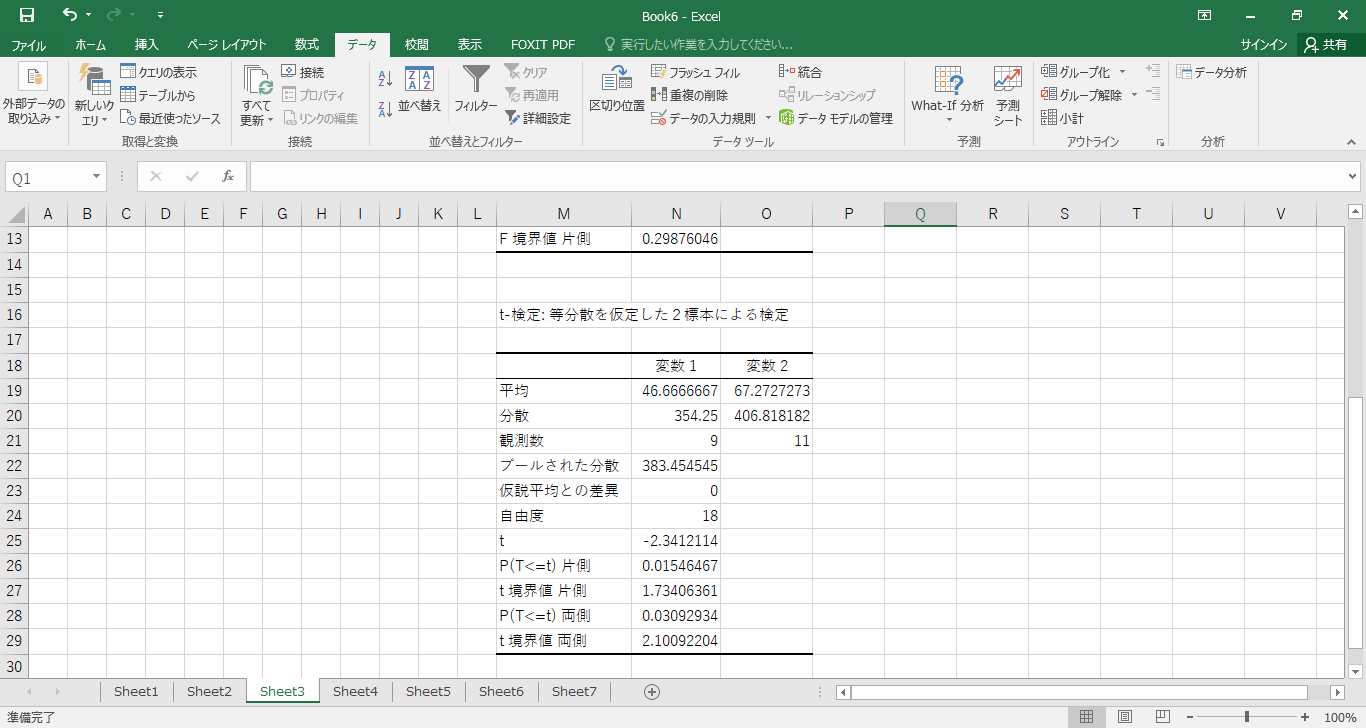 Book6 - Excel
ファイル ホーム 挿入 ページ レイアウト 数式 データ 校閲 表示 FOXIT PDF 実行したい作業を入力してください... サインイン 共有
外部データの
取り込み
新しいク
エリ
クエリの表示
テーブルから
最近使ったソース
取得と変換
すべて
更新
接続
プロパティ
リンクの編集
接続
並べ替え
フィルター
クリア
再適用
詳細設定
並べ替えとフィルター
区切り位置
フラッシュ フィル
重複の削除
データの入力規則
統合
リレーションシップ
データ モデルの管理
データ ツール
What-If 分析
予測
シート
予測
グループ化
グループ解除
小計
アウトライン
データ分析
分析
Q1
fx
A B C D E F G H I J K L M N O P Q R S T U V
13 F 境界値 片側 0.29876046
14
15
16 t-検定: 等分散を仮定した２標本による検定
17
18 変数 1 変数 2
19 平均 46.6666667 67.2727273
20 分散 354.25 406.818182
21 観測数 9 11
22 プールされた分散 383.454545
23 仮説平均との差異 0
24 自由度 18
25 t -2.3412114
26 P(T<=t) 片側 0.01546467
27 t 境界値 片側 1.73406361
28 P(T<=t) 両側 0.03092934
29 t 境界値 両側 2.10092204
30
Sheet1 Sheet2 Sheet3 Sheet4 Sheet5 Sheet6 Sheet7
準備完了 100%